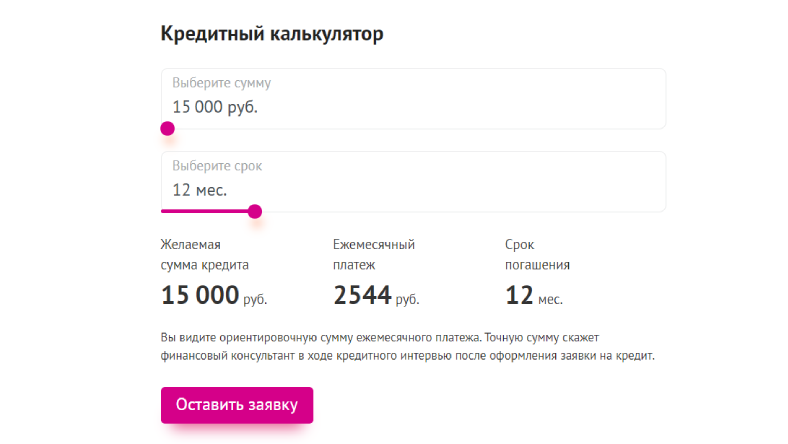 Кредитный калькулятор
Выберите сумму
15 000 руб.
Выберите срок
12 мес.
Желаемая
сумма кредита
15 000 руб.
Ежемесячный
платеж
2544 руб.
Срок
погашения
12 мес.
Вы видите ориентировочную сумму ежемесячного платежа. Точную сумму скажет
финансовый консультант в ходе кредитного интервью после оформления заявки на кредит.
Оставить заявку